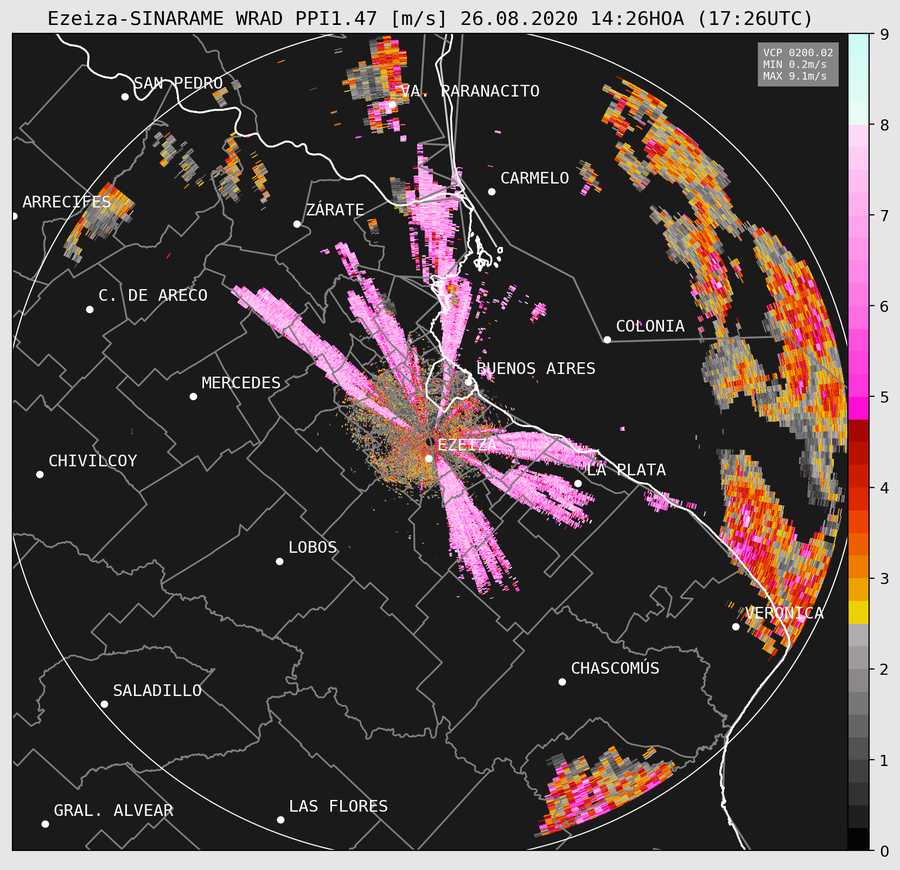 Ezeiza-SINARAME WRAD PPI1.47 [m/s] 26.08.2020 14:26HOA (17:26UTC)
VCP 0200.02
MIN 0.2m/s
MAX 9.1m/s
SAN PEDRO
VA. PARANACITO
CARMELO
ARRECIFES
ZÁRATE
C. DE ARECO
COLONIA
MERCEDES
BUENOS AIRES
EZEIZA
CHIVILCOY
LA PLATA
LOBOS
VERONICA
CHASCOMÚS
SALADILLO
GRAL. ALVEAR
LAS FLORES
9
8
7
6
5
4
3
2
1
0